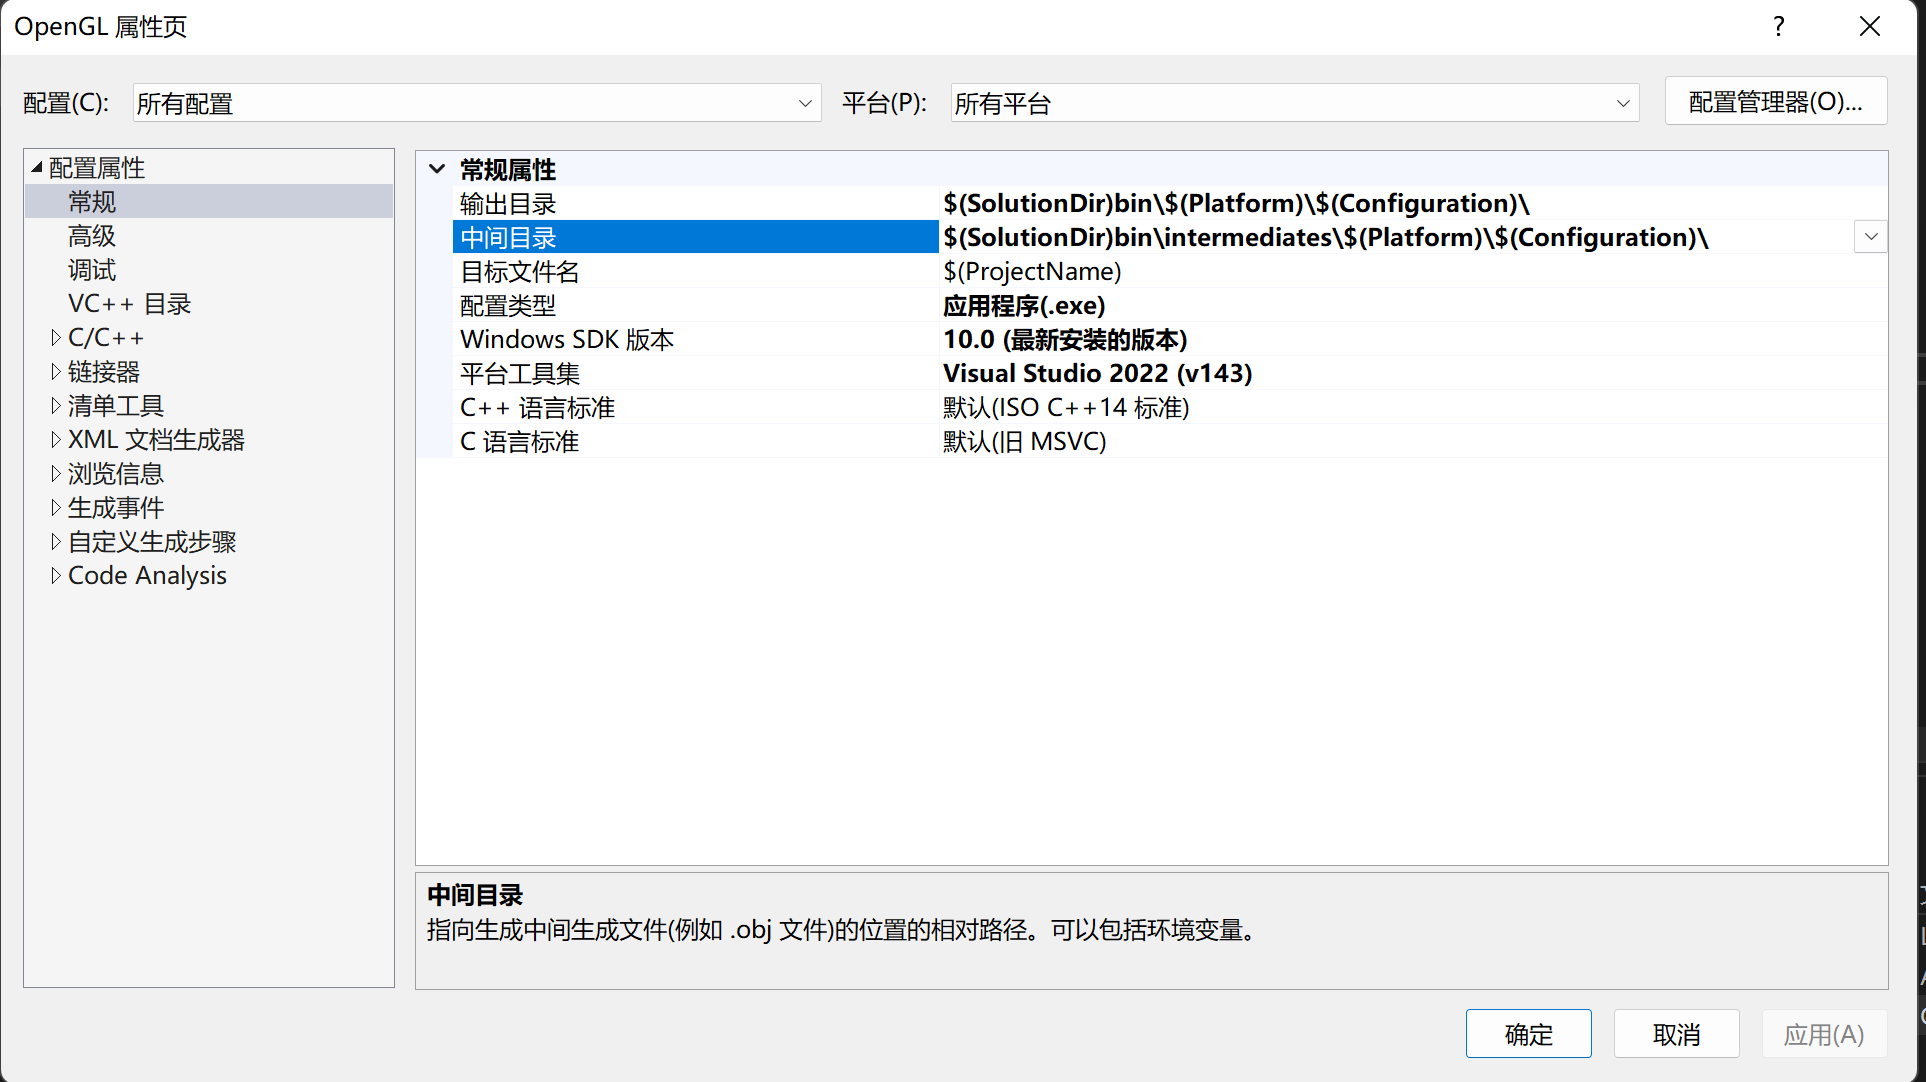 OpenGL 属性页
?
配置(C):
所有配置
平台(P):
所有平台
配置管理器(O)...
配置属性
常规
高级
调试
VC++ 目录
C/C++
链接器
清单工具
XML 文档生成器
浏览信息
生成事件
自定义生成步骤
Code Analysis
常规属性
输出目录 $(SolutionDir)bin\$(Platform)\$(Configuration)\
中间目录 $(SolutionDir)bin\intermediates\$(Platform)\$(Configuration)\
目标文件名 $(ProjectName)
配置类型 应用程序(.exe)
Windows SDK 版本 10.0 (最新安装的版本)
平台工具集 Visual Studio 2022 (v143)
C++ 语言标准 默认(ISO C++14 标准)
C 语言标准 默认(旧 MSVC)
中间目录
指向生成中间生成文件(例如 .obj 文件)的位置的相对路径。可以包括环境变量。
确定
取消
应用(A)